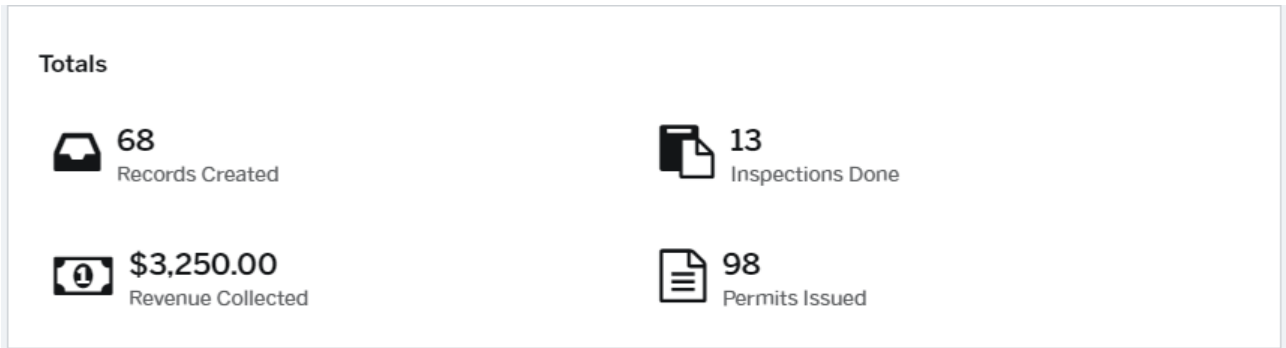 Totals
68
Records Created
13
Inspections Done
$3,250.00
Revenue Collected
98
Permits Issued